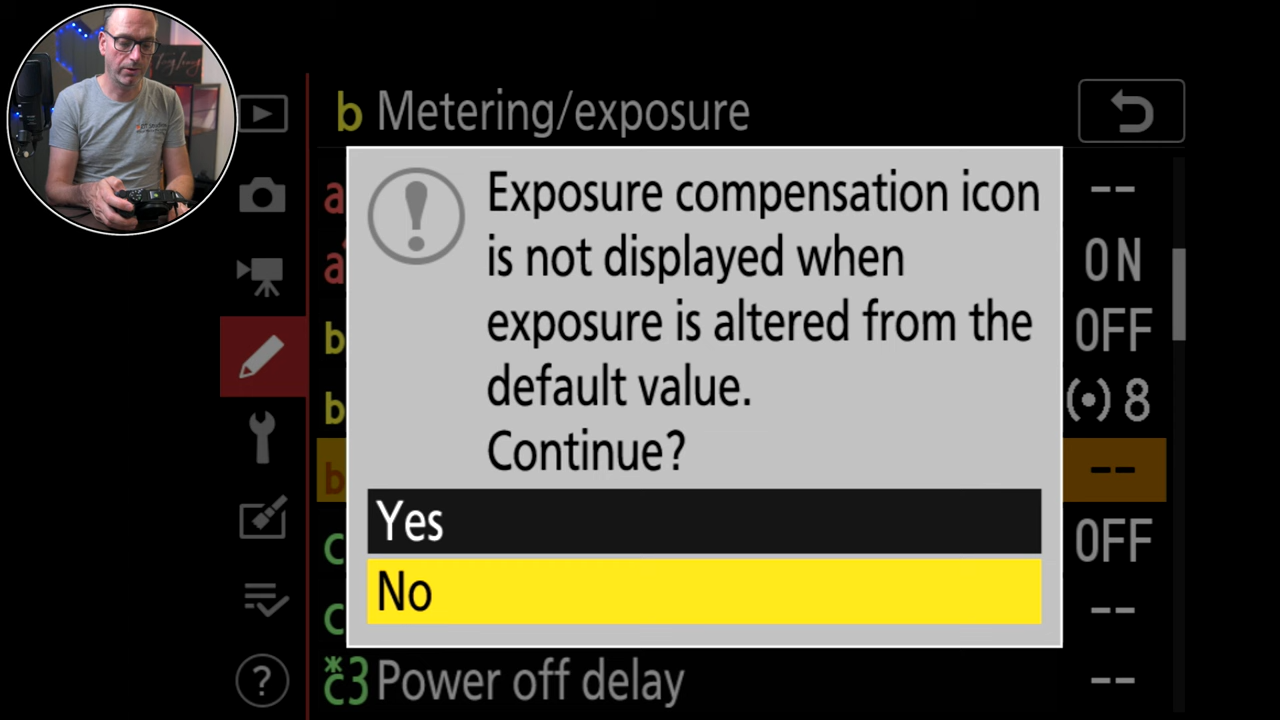 b Metering/exposure
Exposure compensation icon
is not displayed when
exposure is altered from the
default value.
Continue?
Yes
No
a --
a ON
b OFF
b (•) 8
b --
c OFF
c --
*c3 Power off delay --
?